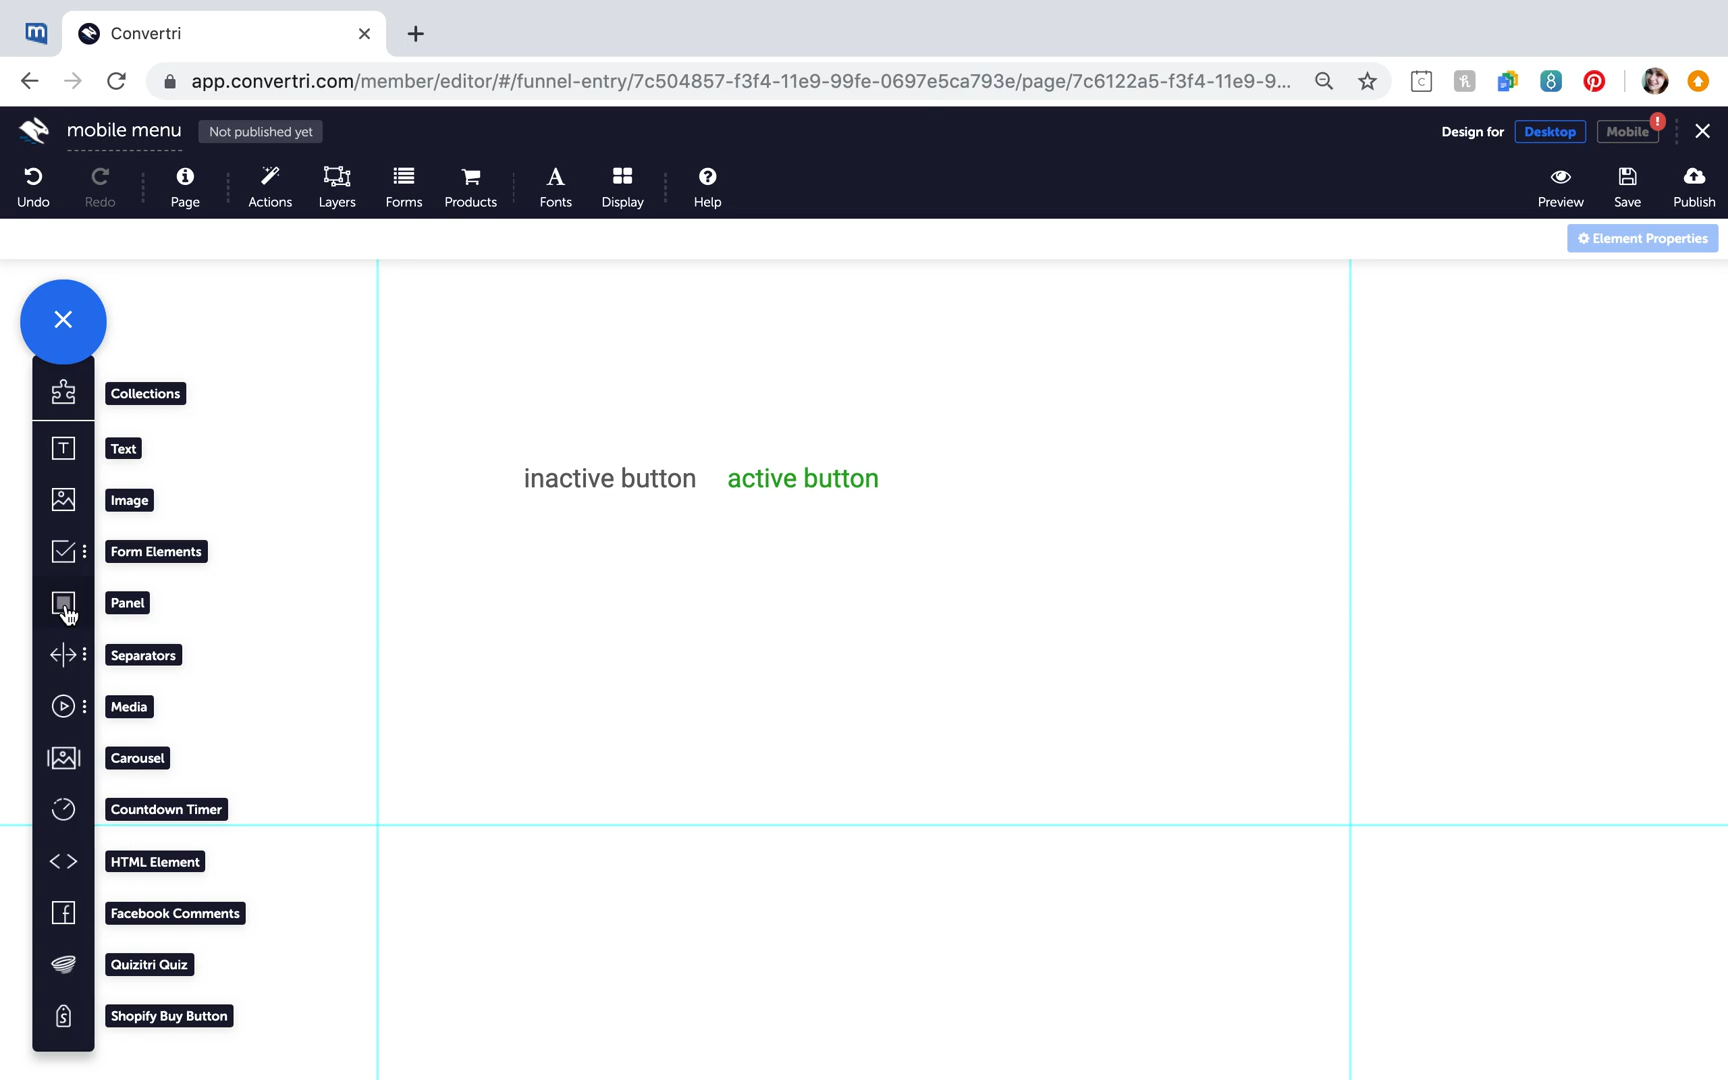 Convertri
app.convertri.com/member/editor/#/funnel-entry/7c504857-f3f4-11e9-99fe-0697e5ca793e/page/7c6122a5-f3f4-11e9-9...
mobile menu
Not published yet
Design for
Desktop
Mobile
!
Undo
Redo
Page
Actions
Layers
Forms
Products
Fonts
Display
Help
Preview
Save
Publish
Element Properties
Collections
Text
Image
Form Elements
Panel
Separators
Media
Carousel
Countdown Timer
HTML Element
Facebook Comments
Quizitri Quiz
Shopify Buy Button
inactive button
active button